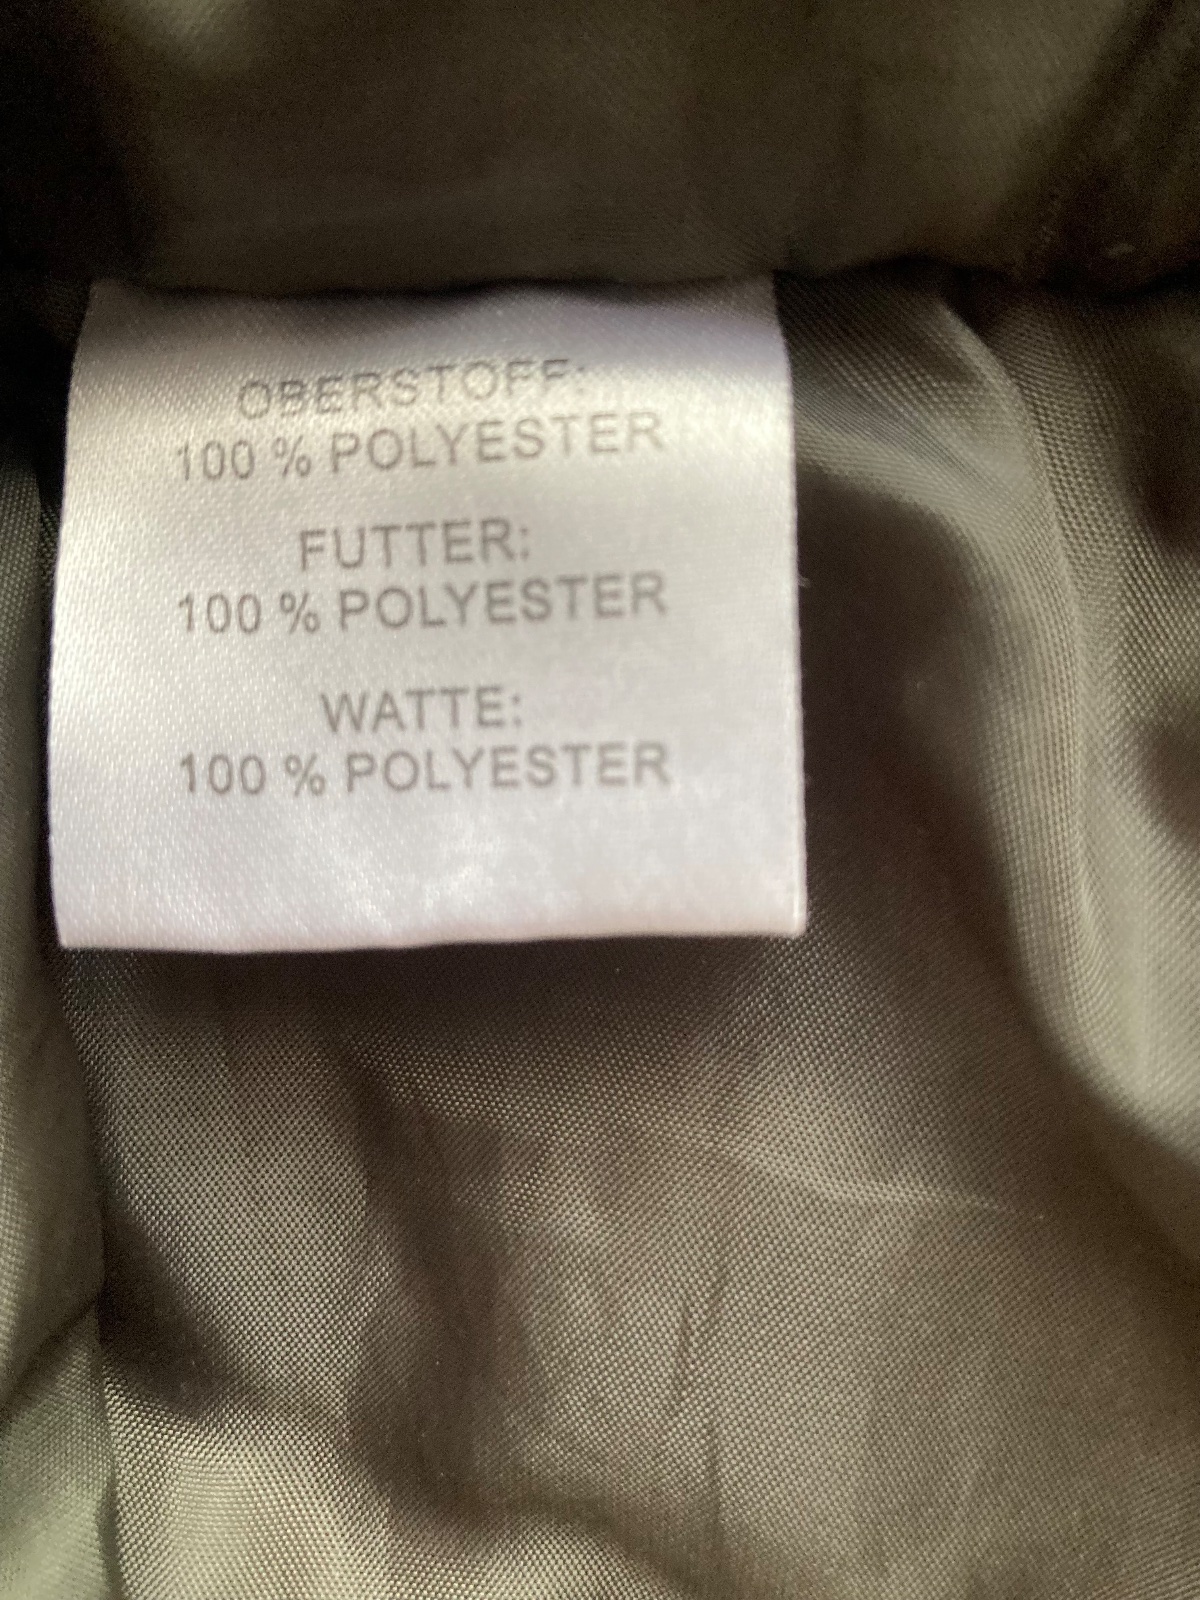 OBERSTOFF:
100 % POLYESTER
FUTTER:
100 % POLYESTER
WATTE:
100 % POLYESTER